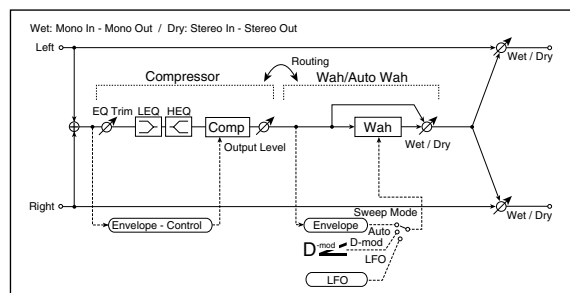 Wet: Mono In - Mono Out / Dry: Stereo In - Stereo Out
Left
Wet / Dry
Routing
Compressor
Wah/Auto Wah
EQ Trim
LEQ
HEQ
Comp
Output Level
Wah
Wet / Dry
Right
Wet / Dry
Envelope - Control
Envelope
Sweep Mode
Auto
D-mod
D-mod
LFO
LFO